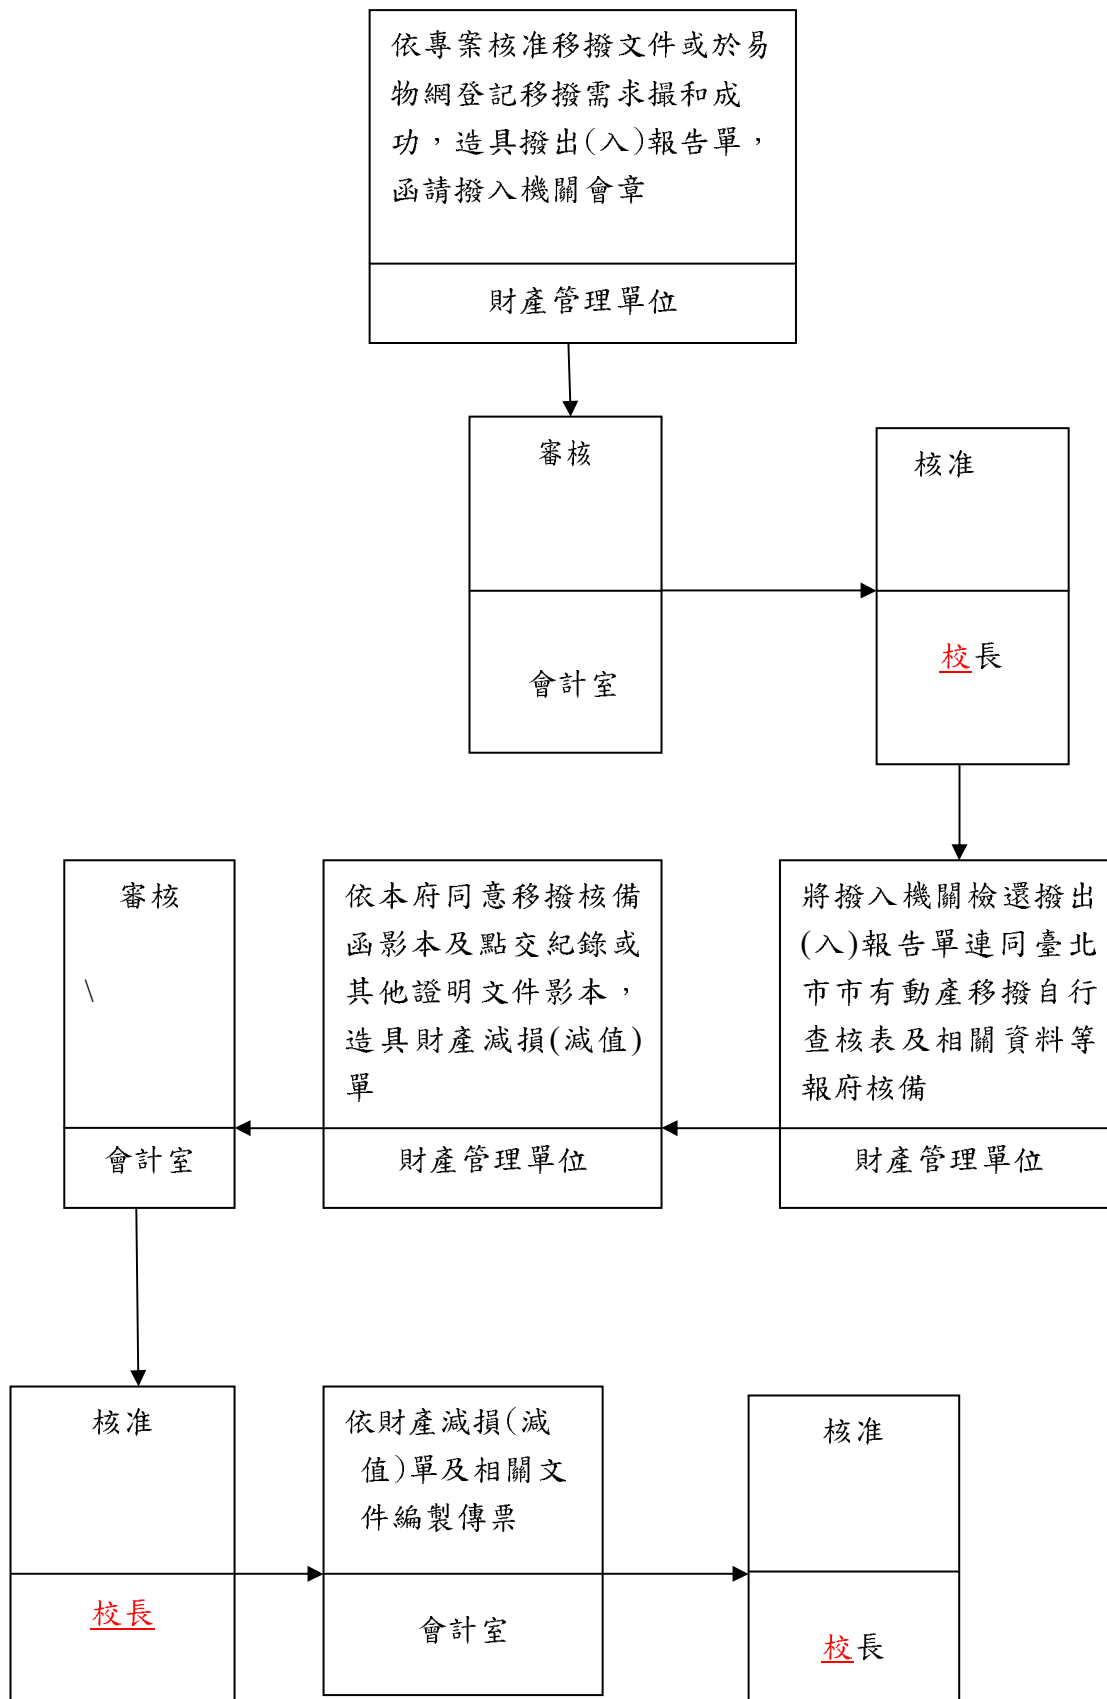 依專案核准移撥文件或於易
物網登記移撥需求撮和成
功，造具撥出(入)報告單，
函請撥入機關會章
財產管理單位
審核
會計室
核准
校長
將撥入機關檢還撥出
(入)報告單連同臺北
市市有動產移撥自行
查核表及相關資料等
報府核備
財產管理單位
依本府同意移撥核備
函影本及點交紀錄或
其他證明文件影本，
造具財產減損(減值)
單
財產管理單位
審核
\
會計室
核准
校長
依財產減損(減
值)單及相關文
件編製傳票
會計室
核准
校長